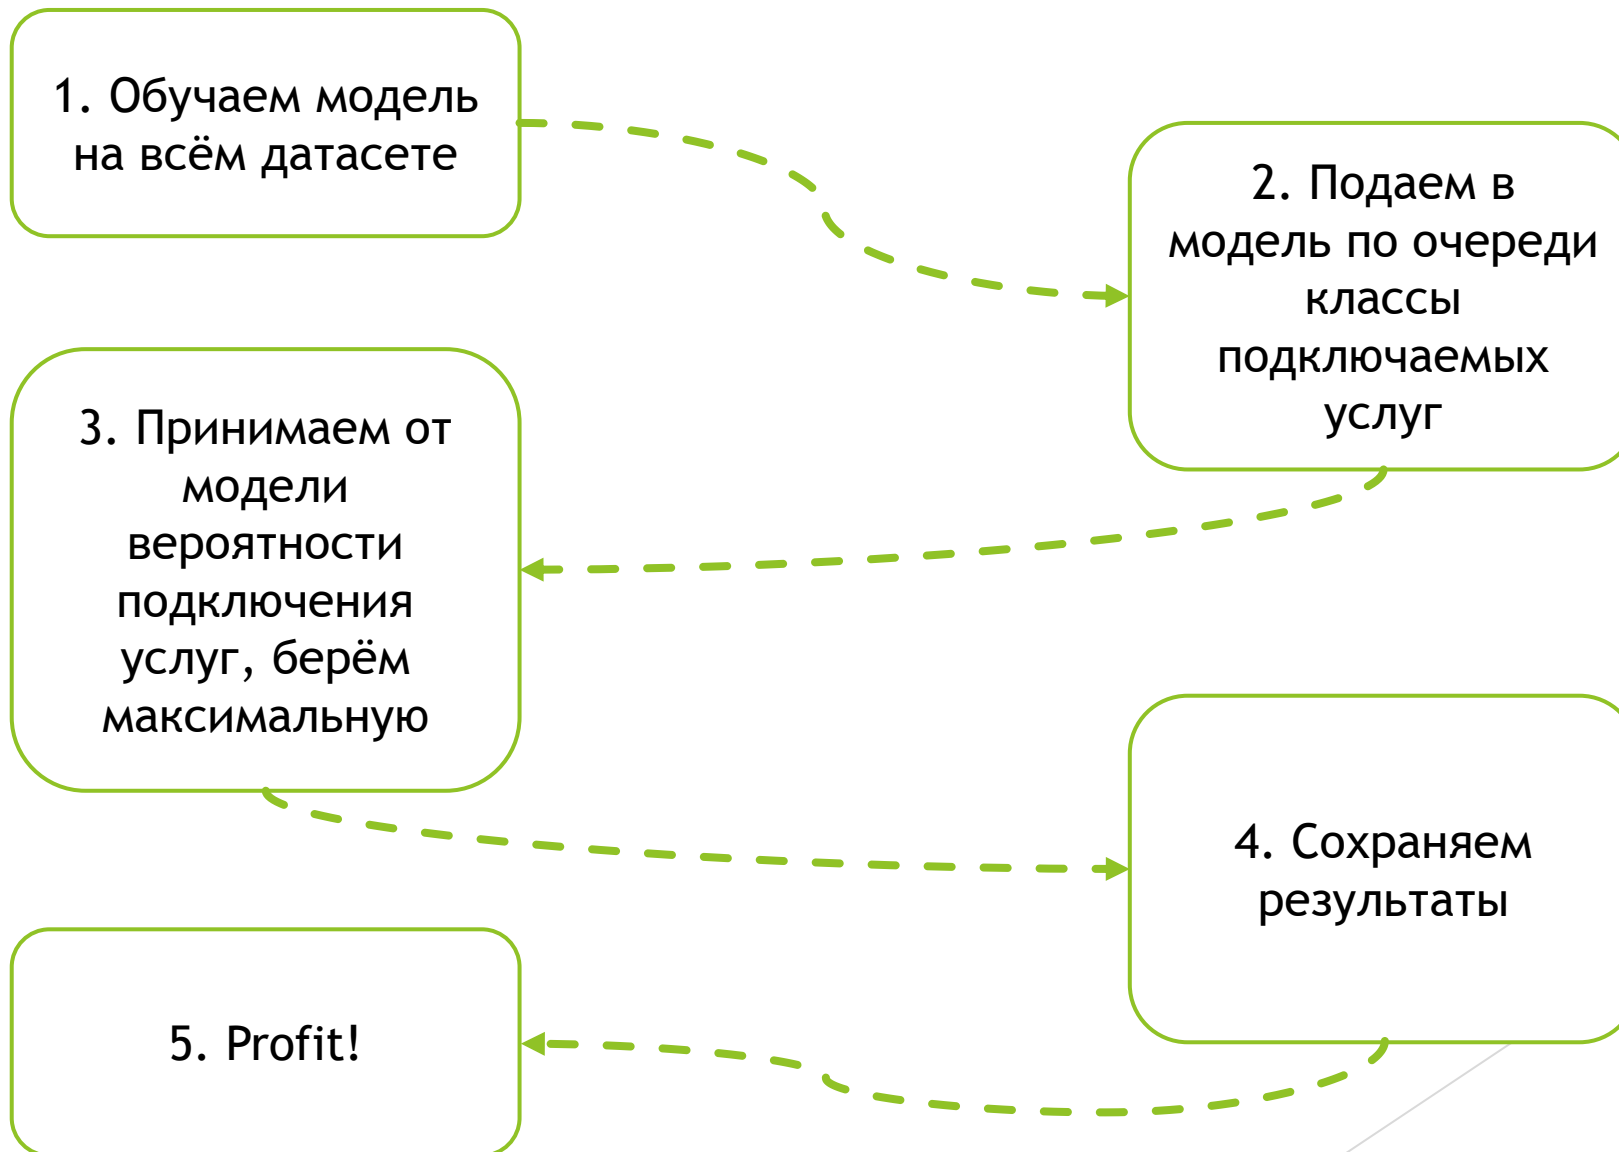 1. Обучаем модель
на всём датасете
2. Подаем в
модель по очереди
классы
подключаемых
услуг
3. Принимаем от
модели
вероятности
подключения
услуг, берём
максимальную
4. Сохраняем
результаты
5. Profit!